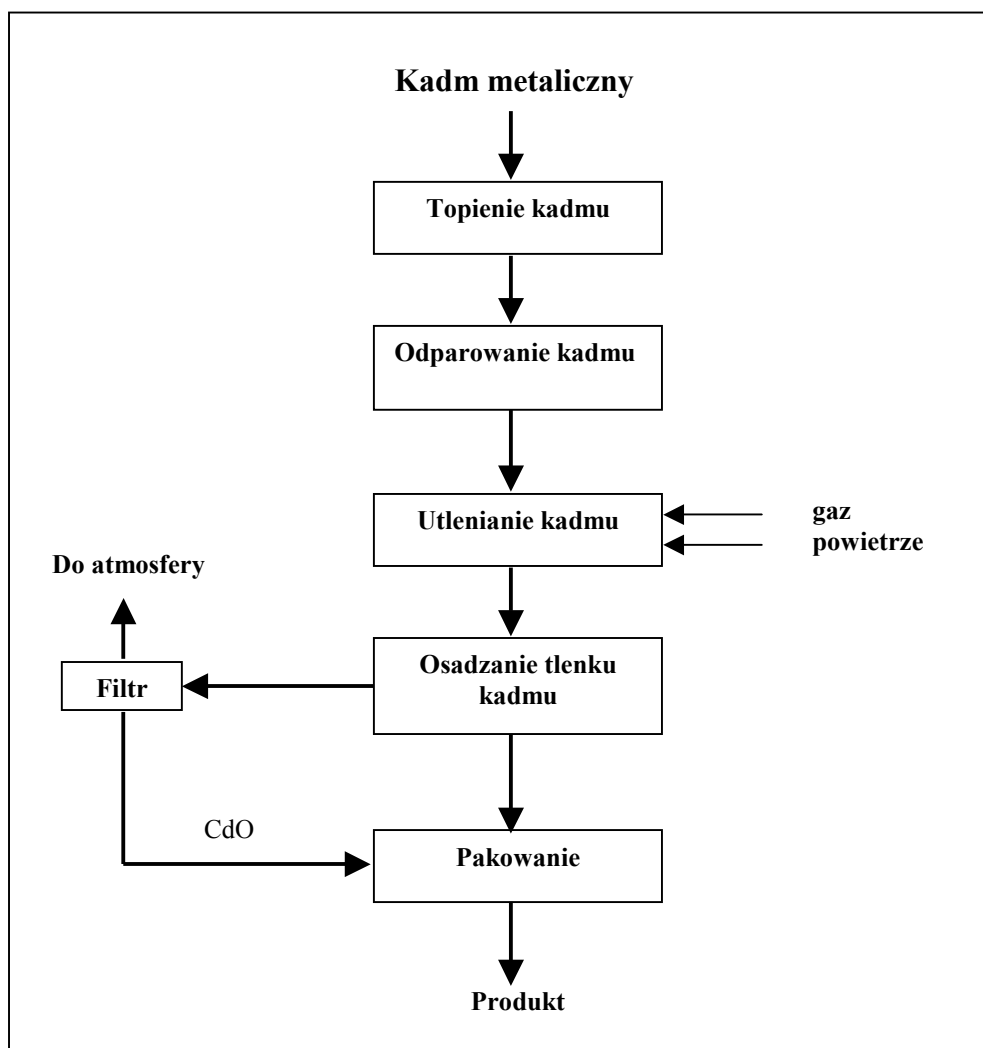 Kadm metaliczny
Topienie kadmu
Odparowanie kadmu
Utlenianie kadmu
gaz
powietrze
Do atmosfery
Osadzanie tlenku
kadmu
Filtr
CdO
Pakowanie
Produkt